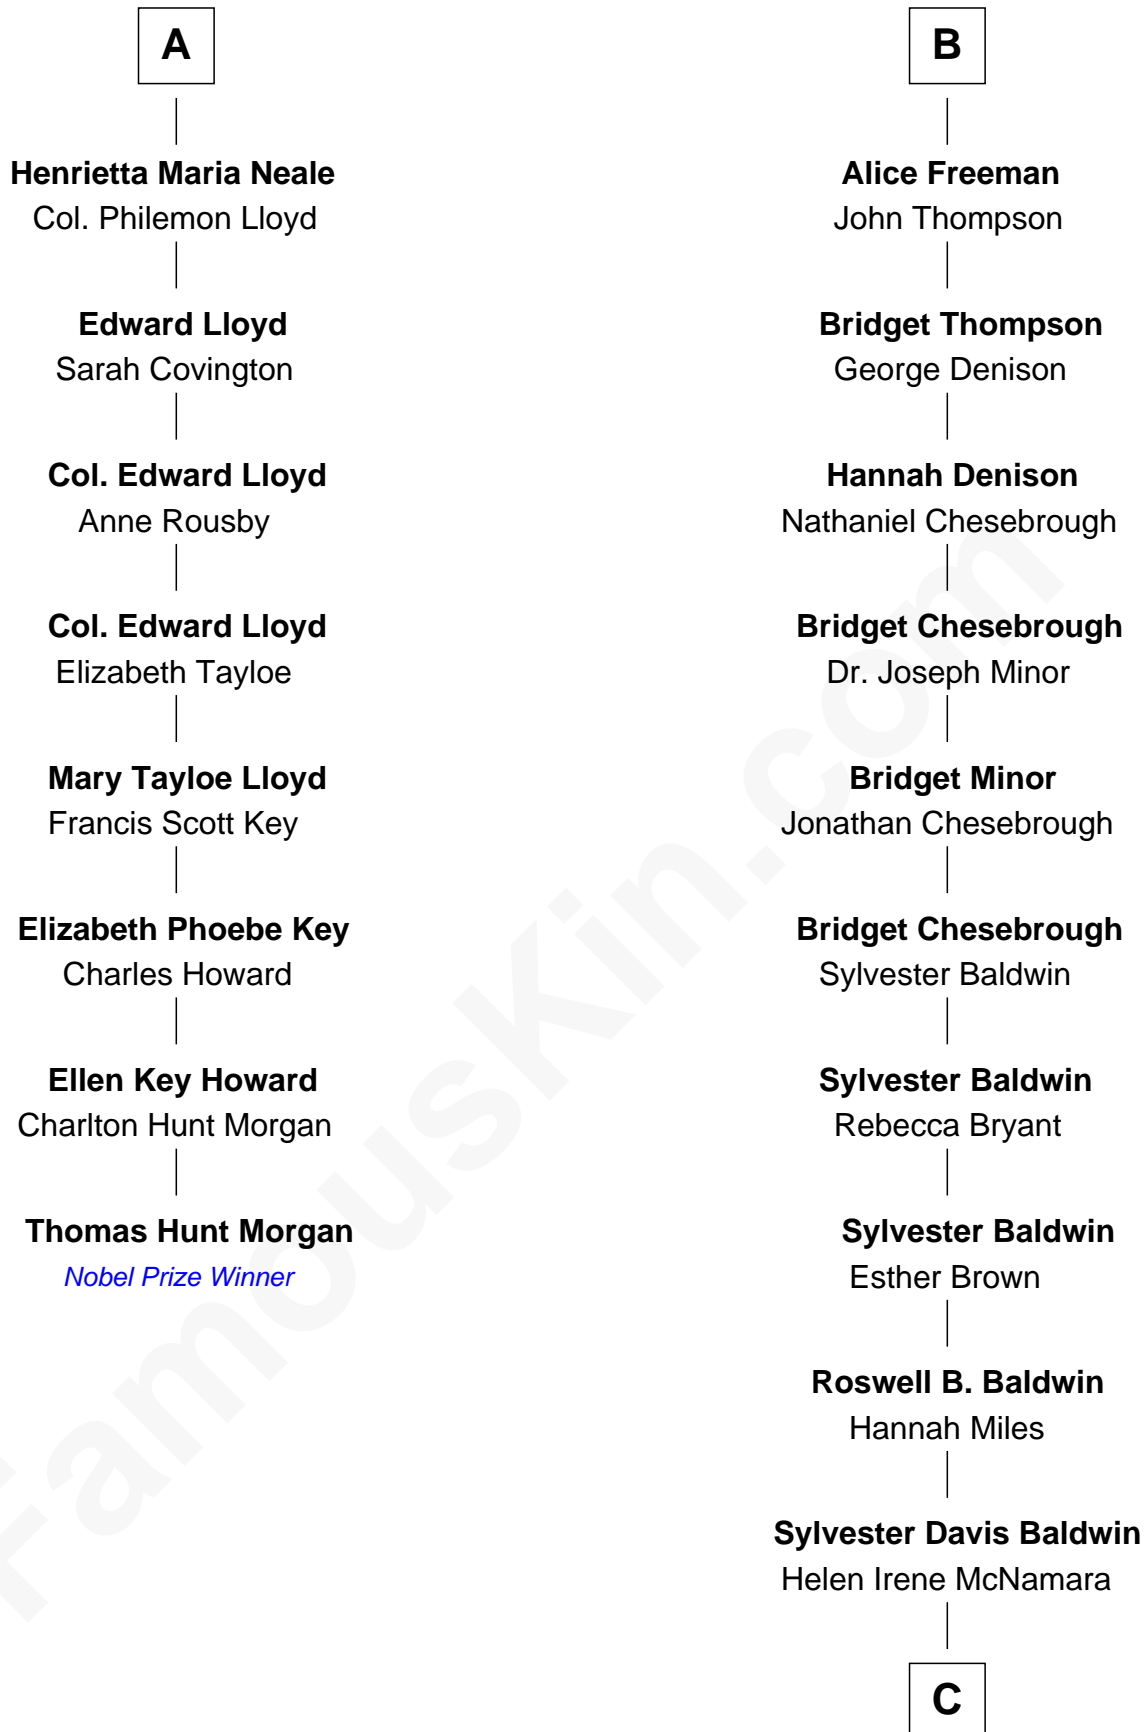 A
Henrietta Maria Neale
Col. Philemon Lloyd
Edward Lloyd
Sarah Covington
Col. Edward Lloyd
Anne Rousby
Col. Edward Lloyd
Elizabeth Tayloe
Mary Tayloe Lloyd
Francis Scott Key
Elizabeth Phoebe Key
Charles Howard
Ellen Key Howard
Charlton Hunt Morgan
Thomas Hunt Morgan
Nobel Prize Winner
B
Alice Freeman
John Thompson
Bridget Thompson
George Denison
Hannah Denison
Nathaniel Chesebrough
Bridget Chesebrough
Dr. Joseph Minor
Bridget Minor
Jonathan Chesebrough
Bridget Chesebrough
Sylvester Baldwin
Sylvester Baldwin
Rebecca Bryant
Sylvester Baldwin
Esther Brown
Roswell B. Baldwin
Hannah Miles
Sylvester Davis Baldwin
Helen Irene McNamara
C
FamousKin.com